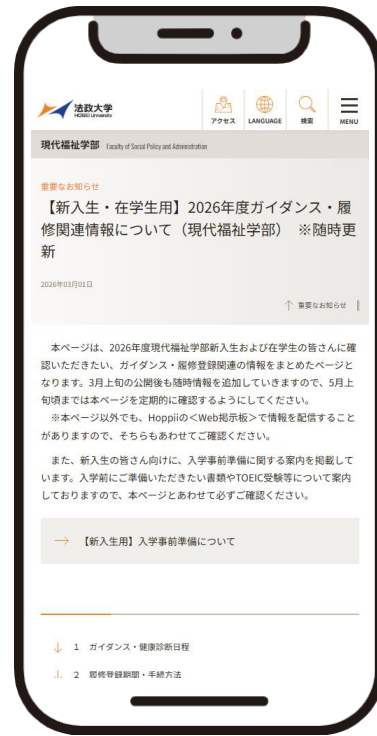 法政大学
HOSEI University
アクセス
LANGUAGE
検索
MENU
現代福祉学部 Faculty of Social Policy and Administration
重要なお知らせ
【新入生・在学生用】2026年度ガイダンス・履
修関連情報について（現代福祉学部） ※随時更
新
2026年03月01日
↑ 重要なお知らせ
本ページは、2026年度現代福祉学部新入生および在学生の皆さんに確
認いただきたい、ガイダンス・履修登録関連の情報をまとめたページと
なります。3月上旬の公開後も随時情報を追加していきますので、5月上
旬頃までは本ページを定期的に確認するようにしてください。
※本ページ以外でも、Hoppiiの<Web掲示板>で情報を配信すること
がありますので、そちらもあわせてご確認ください。
また、新入生の皆さん向けに、入学事前準備に関する案内を掲載して
います。入学前にご準備いただきたい書類やTOEIC受験等について案内
しておりますので、本ページとあわせて必ずご確認ください。
→ 【新入生用】入学事前準備について
↓ 1 ガイダンス・健康診断日程
↓ 2 履修登録期間・手続方法